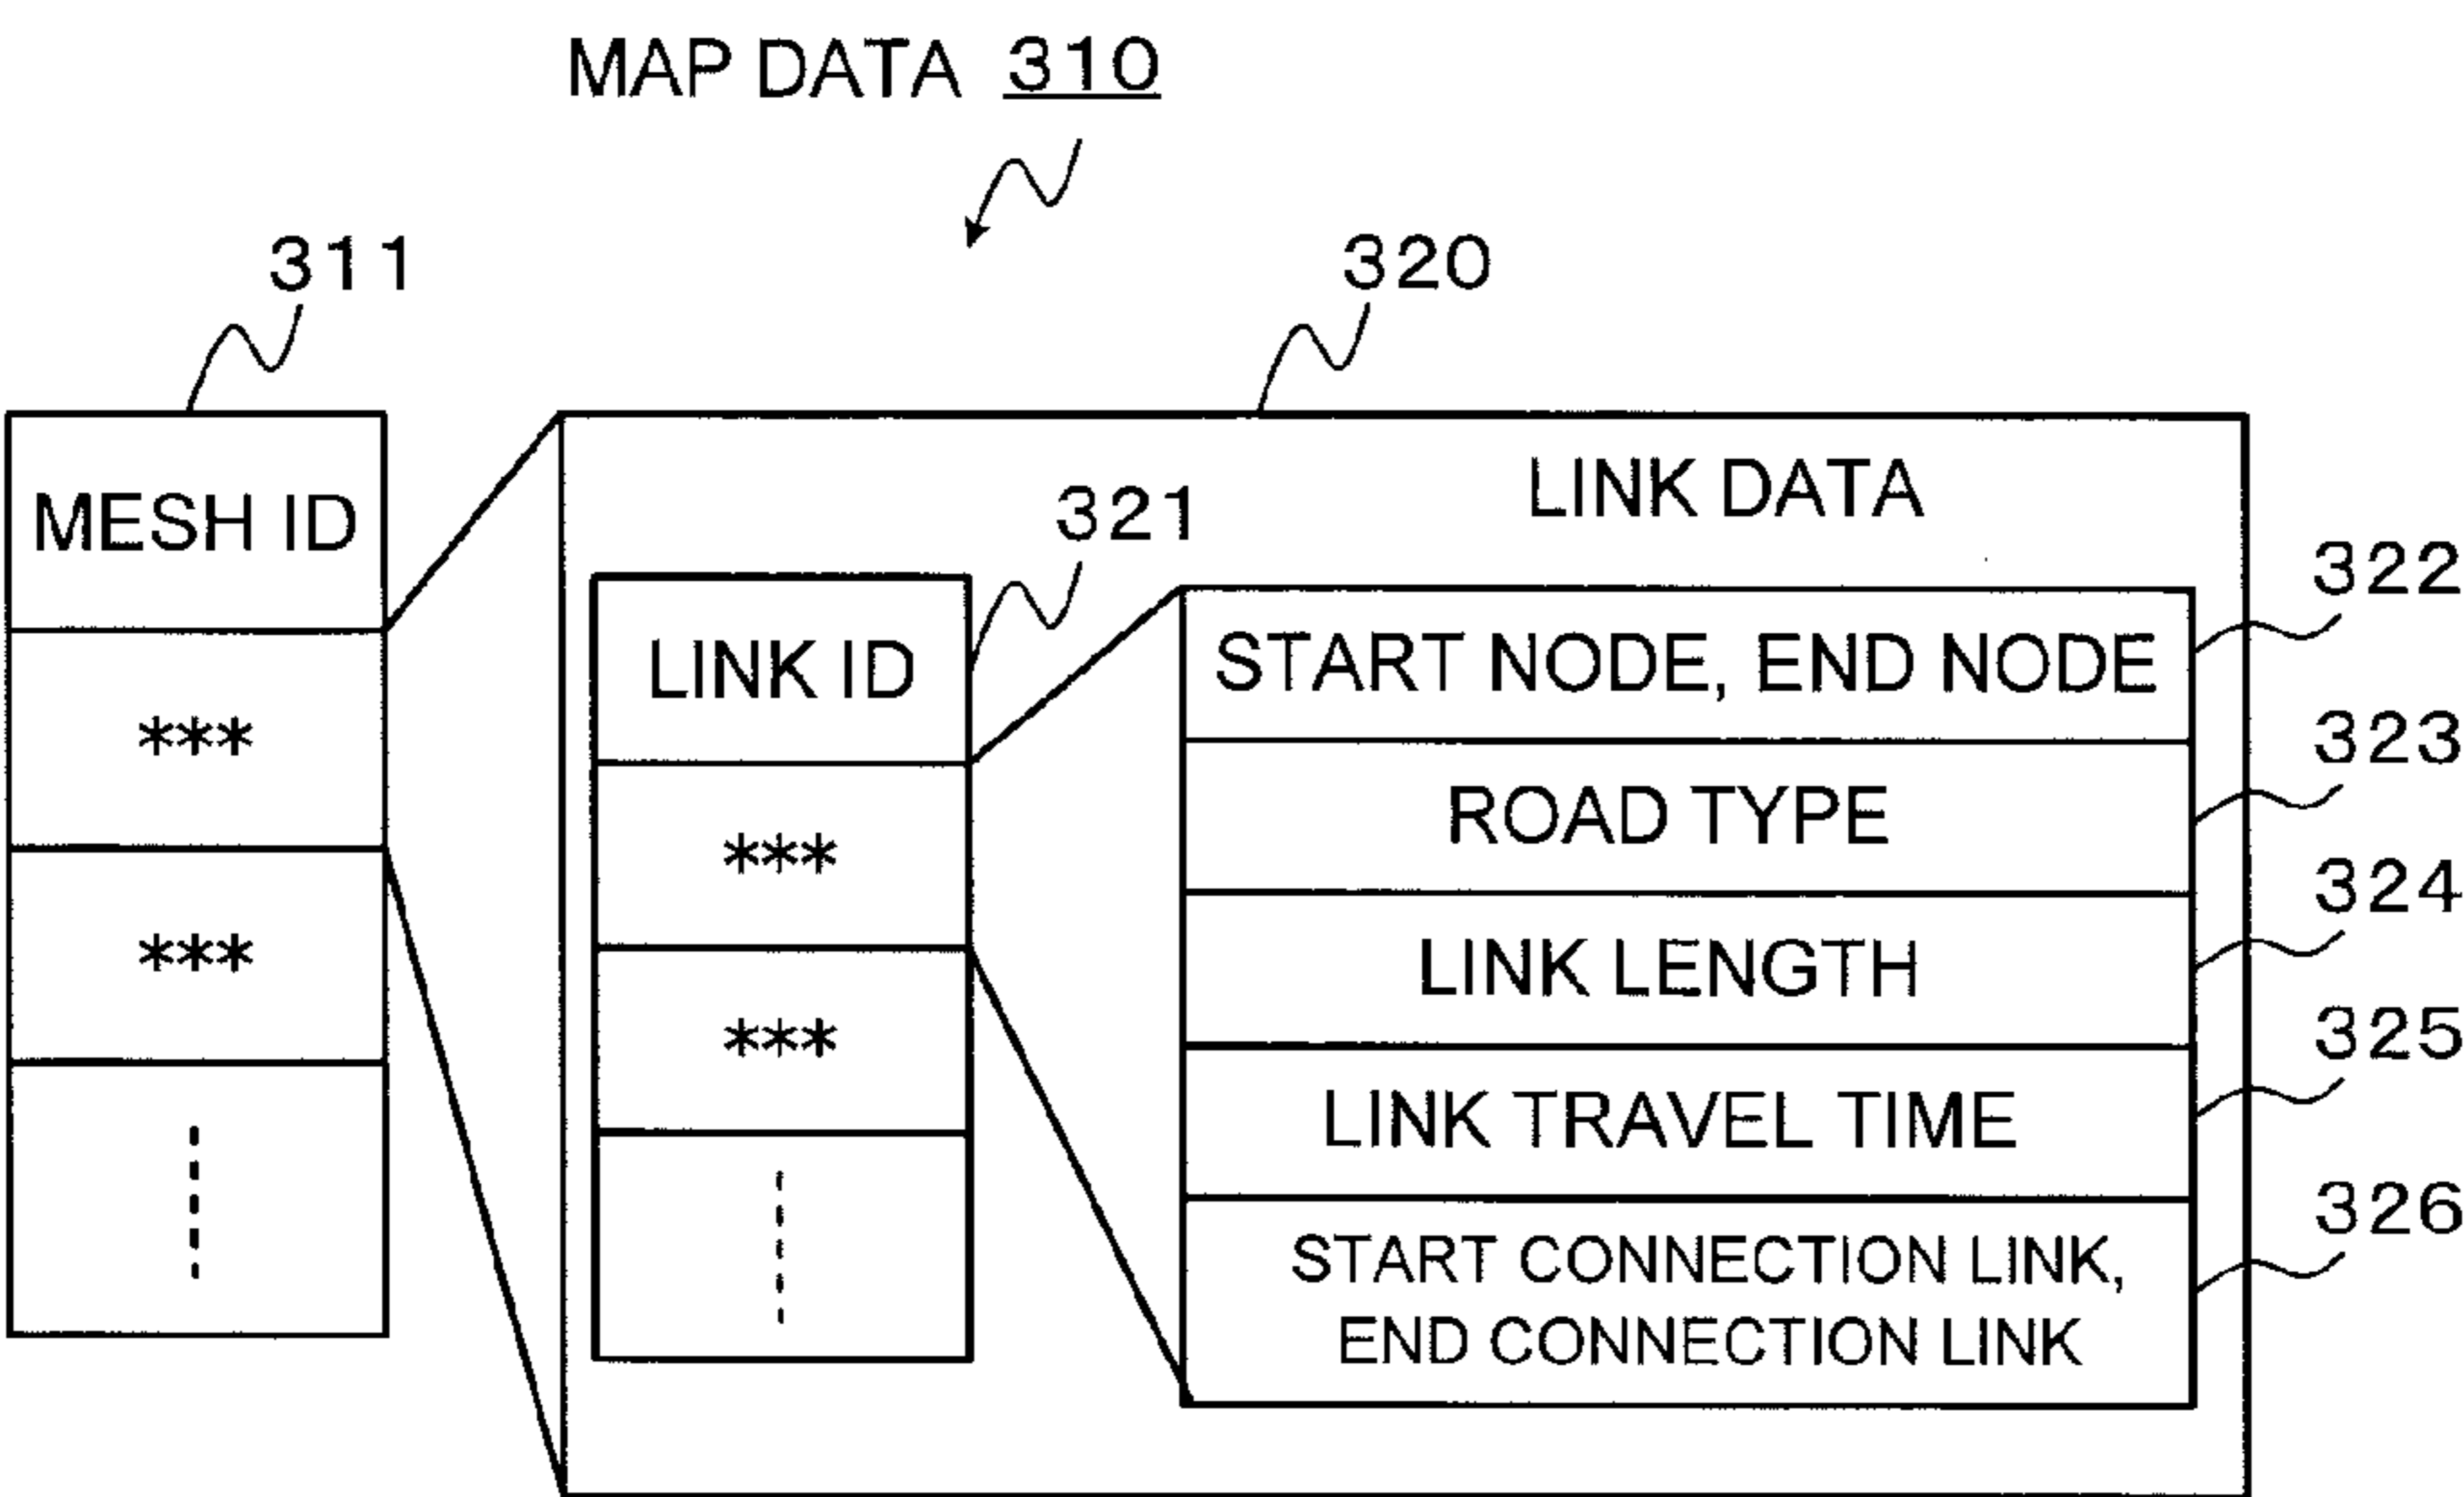 MAP DATA 310
311
320
MESH ID
***
***
LINK DATA
321
LINK ID
***
***
322
START NODE, END NODE
323
ROAD TYPE
324
LINK LENGTH
325
LINK TRAVEL TIME
326
START CONNECTION LINK,
END CONNECTION LINK